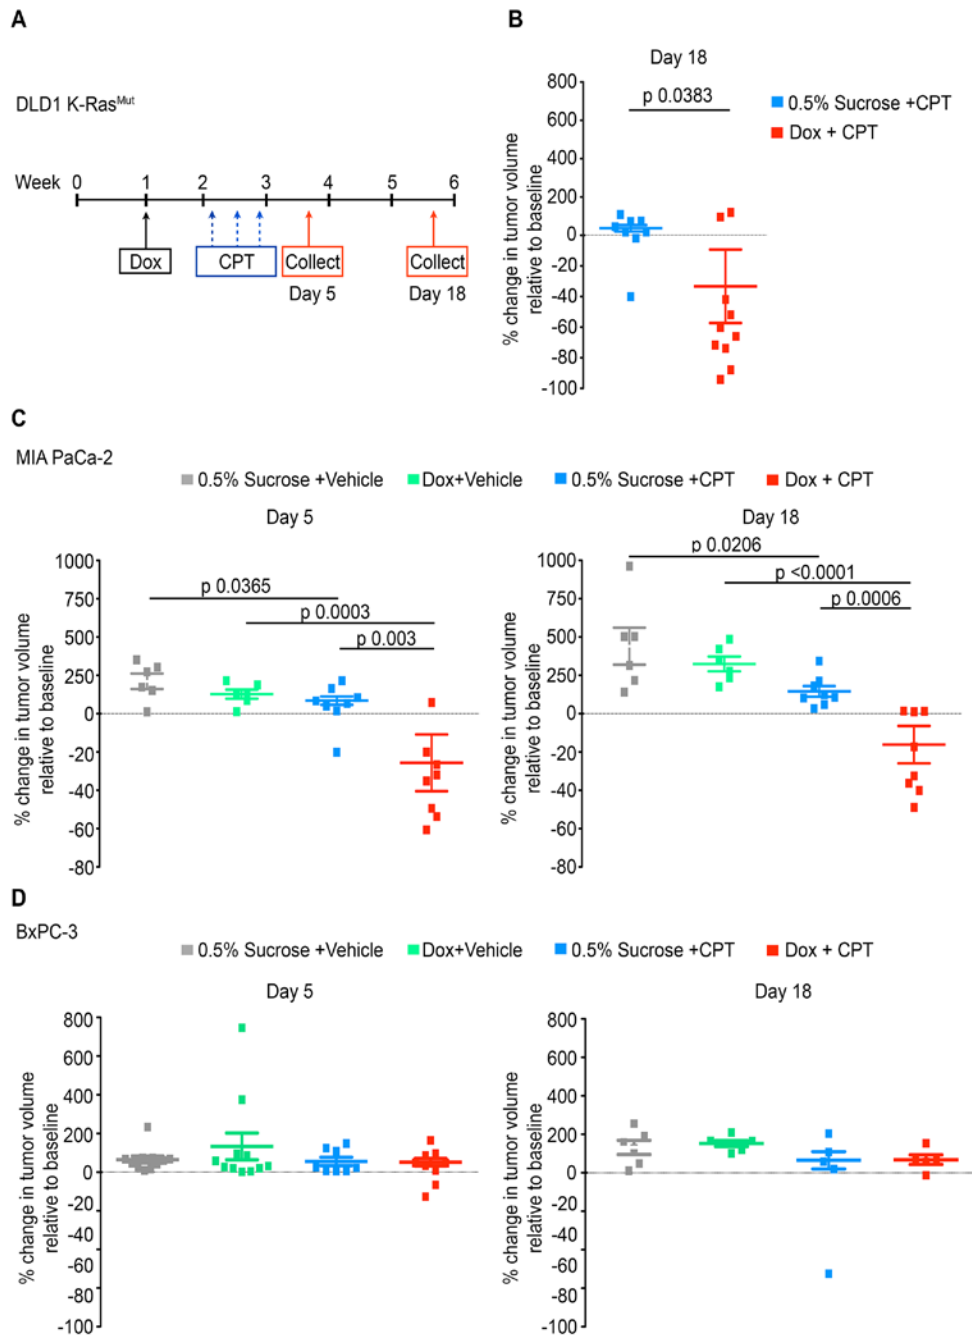 A
DLD1 K-Ras^Mut
Week 0 1 2 3 4 5 6
Dox CPT Collect Collect
Day 5 Day 18
B
Day 18
p 0.0383
0.5% Sucrose +CPT
Dox + CPT
% change in tumor volume
relative to baseline
800
600
400
200
0
-20
-40
-60
-80
-100
C
MIA PaCa-2
0.5% Sucrose +Vehicle Dox+Vehicle 0.5% Sucrose +CPT Dox + CPT
Day 5
% change in tumor volume
relative to baseline
1000
750
500
250
0
-20
-40
-60
-80
p 0.0365
p 0.0003
p 0.003
Day 18
% change in tumor volume
relative to baseline
1000
750
500
250
0
-20
-40
-60
-80
p 0.0206
p <0.0001
p 0.0006
D
BxPC-3
0.5% Sucrose +Vehicle Dox+Vehicle 0.5% Sucrose +CPT Dox + CPT
Day 5
% change in tumor volume
relative to baseline
800
600
400
200
0
-20
-40
-60
-80
-100
Day 18
% change in tumor volume
relative to baseline
800
600
400
200
0
-20
-40
-60
-80
-100